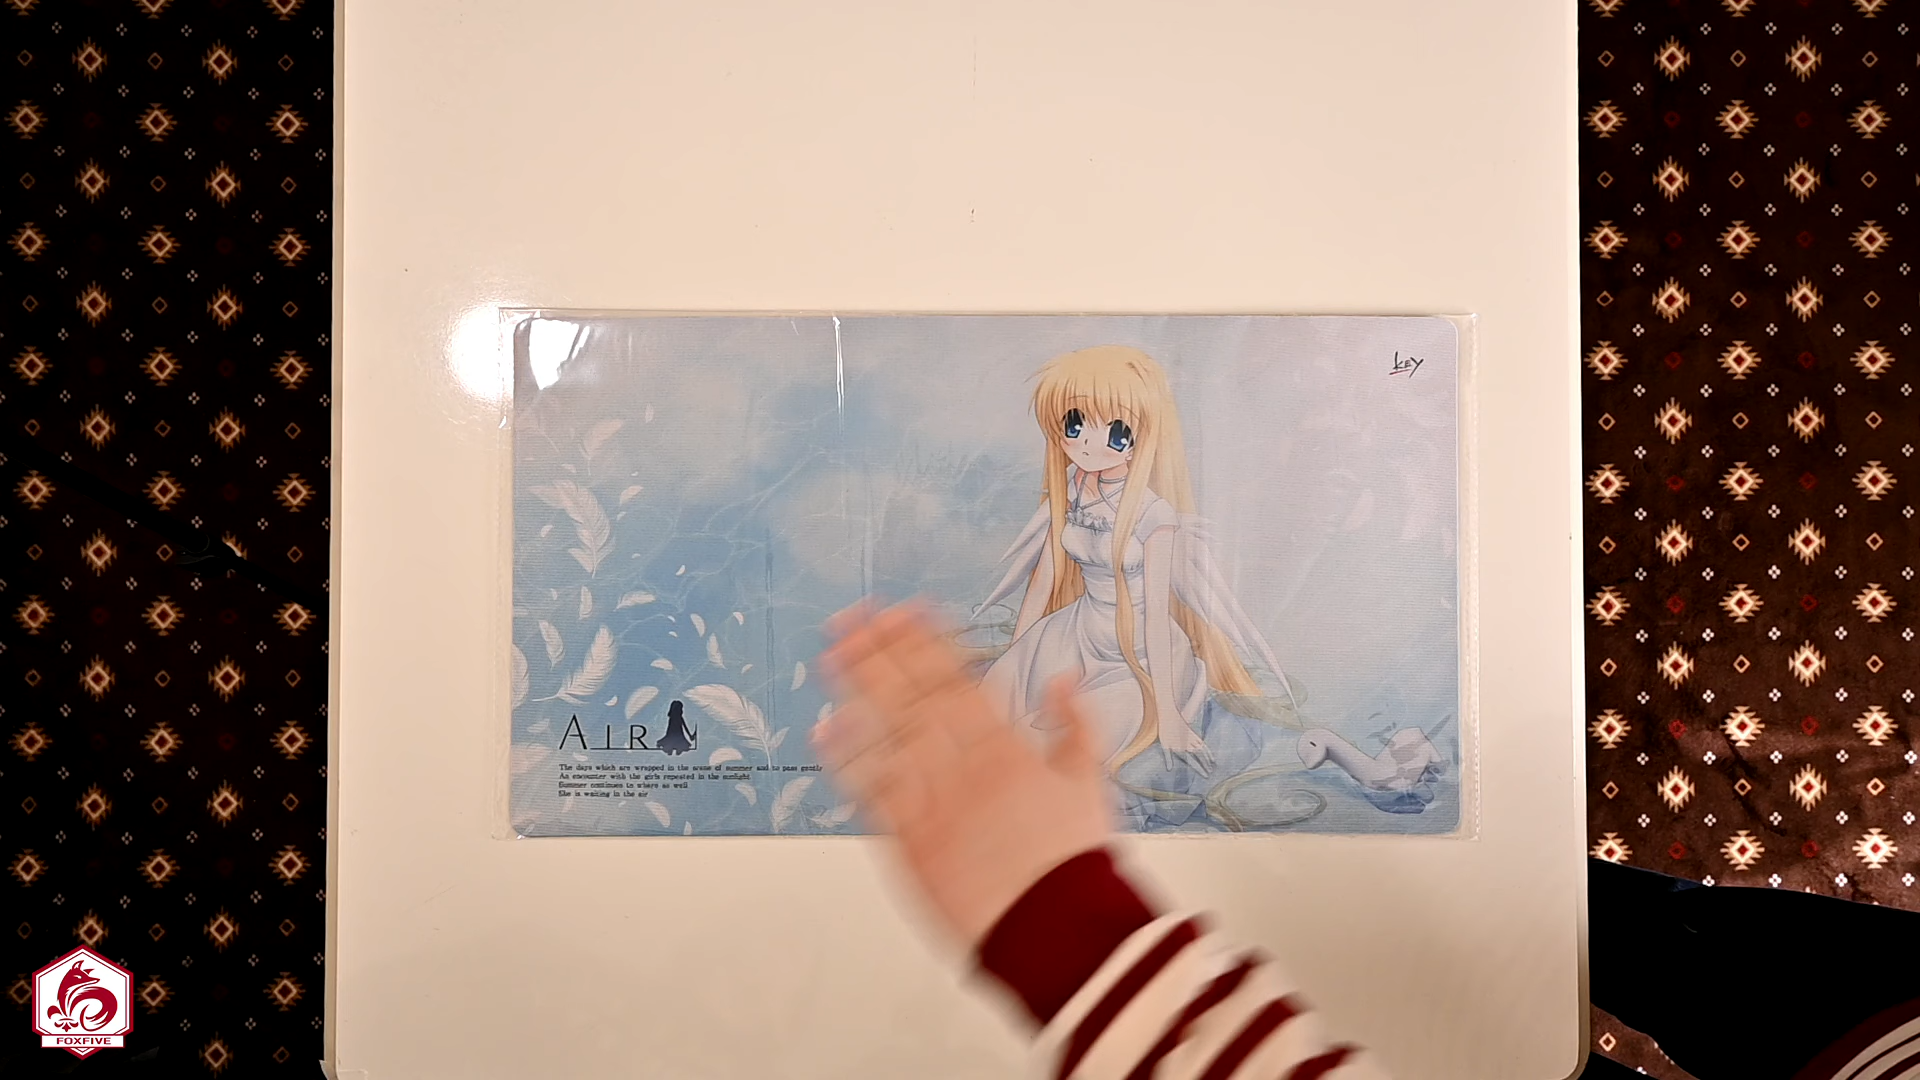 KEY
AIR
The days which are wrapped in the scene of summer and to pass gentle
An encounter with the girls repeated in the sunlight
Summer continues to where as well
She is waiting in the air
FOXFIVE